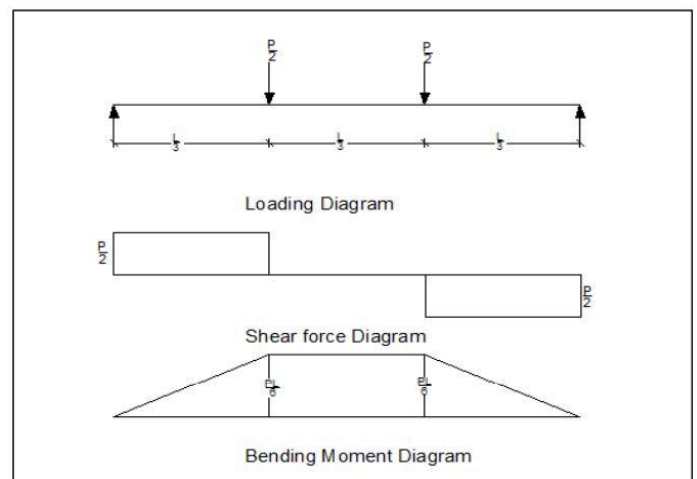 P/2 P/2
L/3 L/3 L/3
Loading Diagram
P/2
P/2
Shear force Diagram
PL/6 PL/6
Bending Moment Diagram